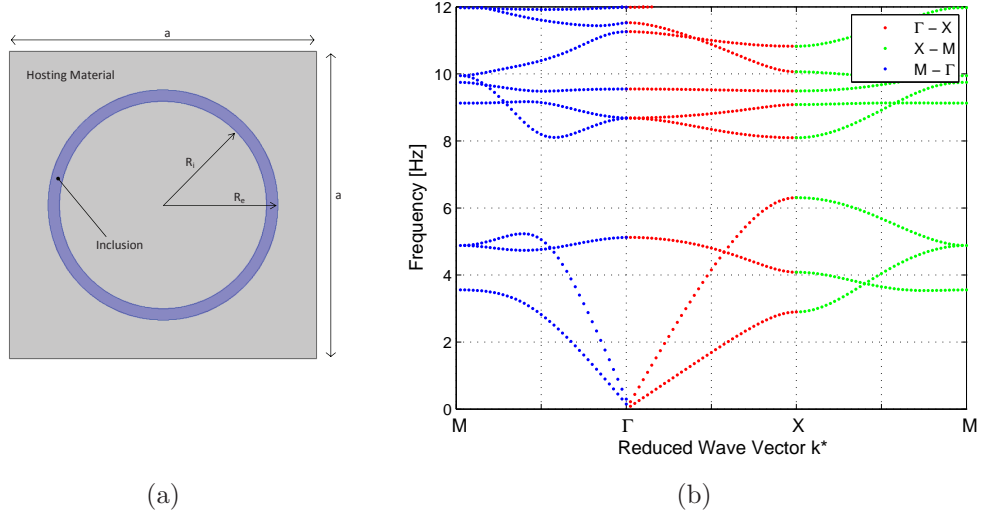 a
Hosting Material
R_i
R_e
a
Inclusion
(a)
12
10
8
6
4
2
0
Frequency [Hz]
M
Γ
X
M
Reduced Wave Vector k*
Γ – X
X – M
M – Γ
(b)